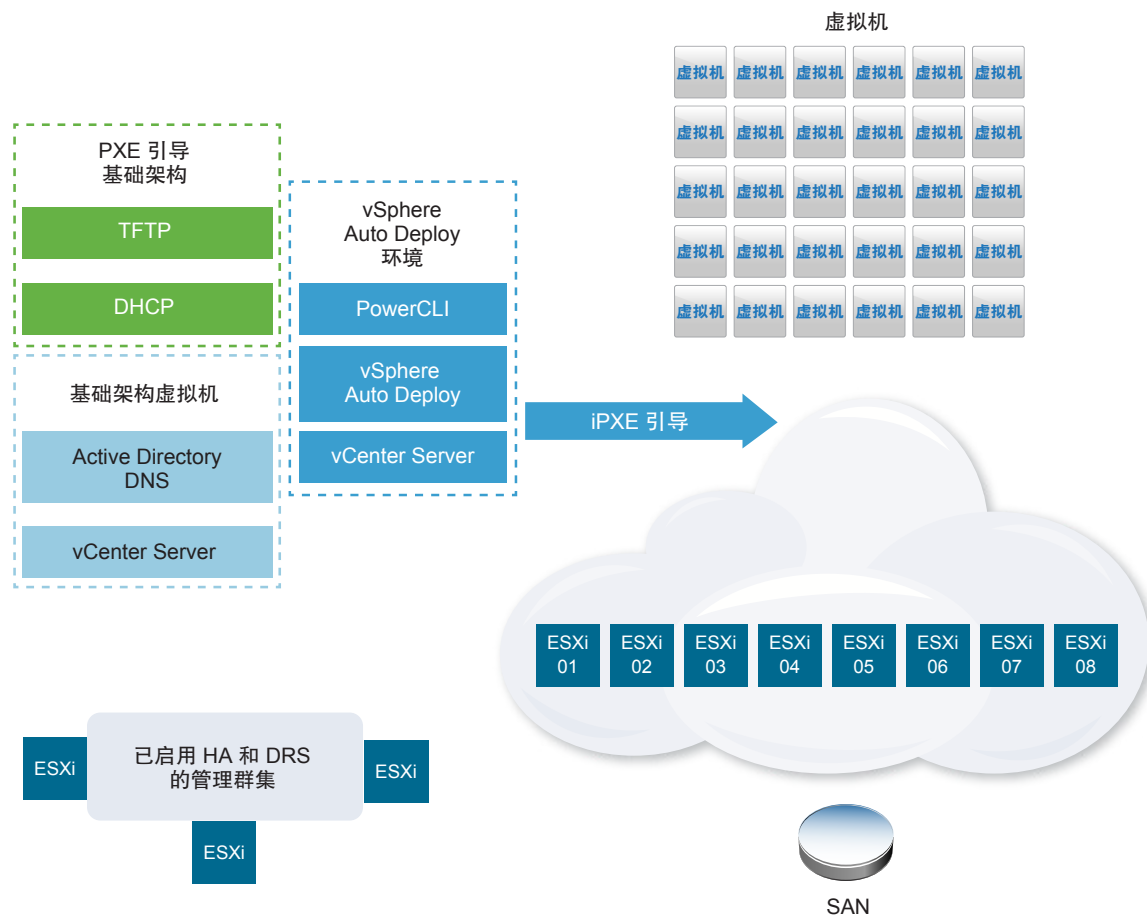 虚拟机
虚拟机 虚拟机 虚拟机 虚拟机 虚拟机 虚拟机
虚拟机 虚拟机 虚拟机 虚拟机 虚拟机 虚拟机
虚拟机 虚拟机 虚拟机 虚拟机 虚拟机 虚拟机
虚拟机 虚拟机 虚拟机 虚拟机 虚拟机 虚拟机
虚拟机 虚拟机 虚拟机 虚拟机 虚拟机 虚拟机
PXE 引导
基础架构
TFTP
DHCP
基础架构虚拟机
Active Directory
DNS
vCenter Server
vSphere
Auto Deploy
环境
PowerCLI
vSphere
Auto Deploy
vCenter Server
iPXE 引导
ESXi
01
ESXi
02
ESXi
03
ESXi
04
ESXi
05
ESXi
06
ESXi
07
ESXi
08
ESXi
已启用 HA 和 DRS
的管理群集
ESXi
ESXi
SAN